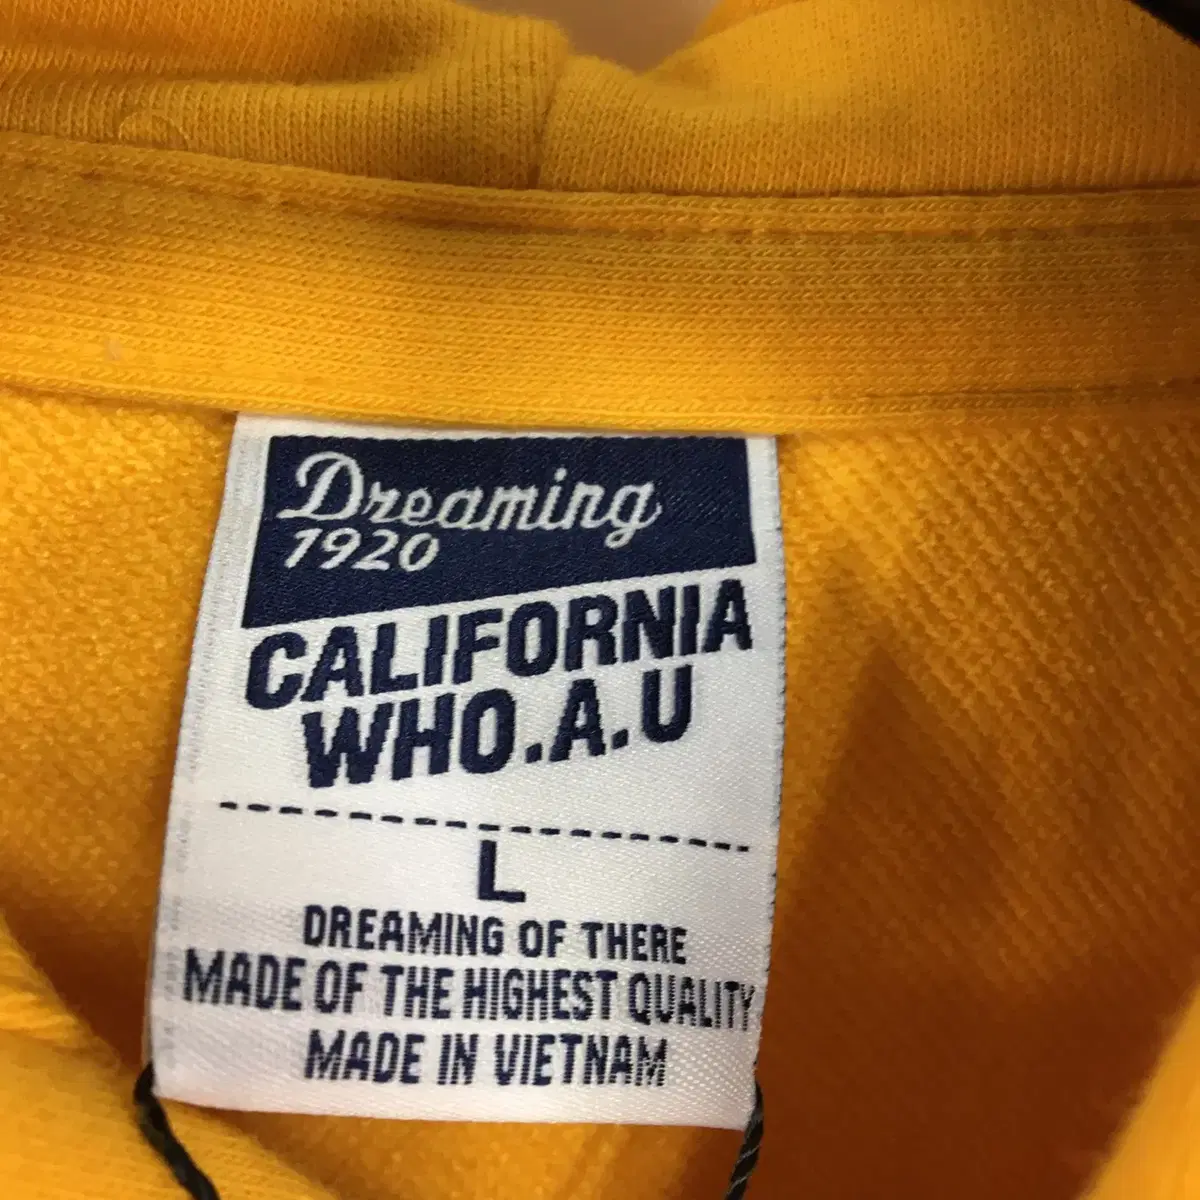 Dreaming
1920
CALIFORNIA
WHO.A.U
L
DREAMING OF THERE
MADE OF THE HIGHEST QUALITY
MADE IN VIETNAM